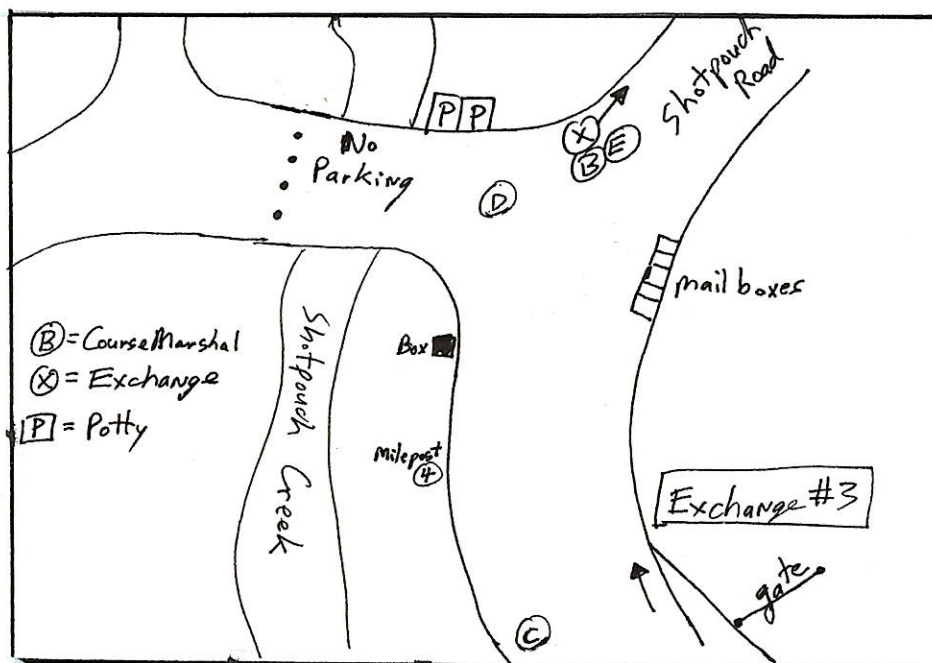 Shotpouch
Road
P P
X
E
B
No
Parking
D
mail boxes
Shotpouch
Creek
Box
B = Course Marshal
X = Exchange
P = Potty
Milepost
4
Exchange #3
gate
C